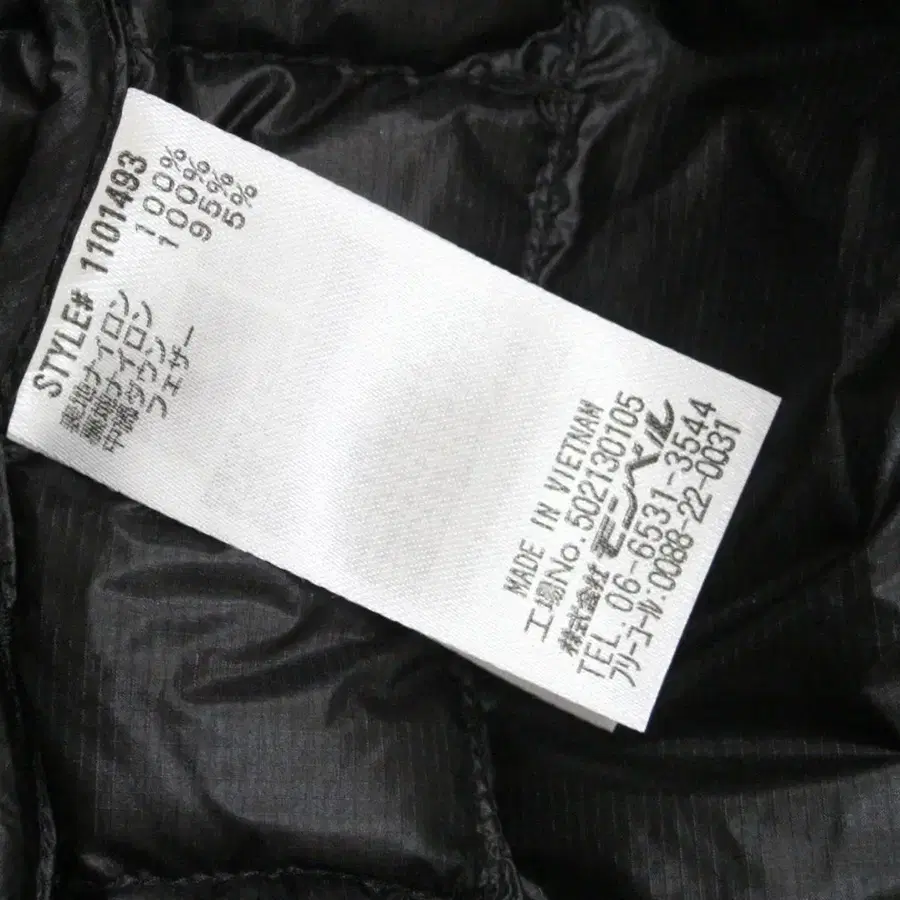 STYLE# 1101493
表地ナイロン 100%
裏地ナイロン 100%
中綿ダウン 95%
フェザー 5%
MADE IN VIETNAM
工場No.502130105
株式会社 モンベル
TEL.06-6531-3544
フリーコール:0088-22-0031